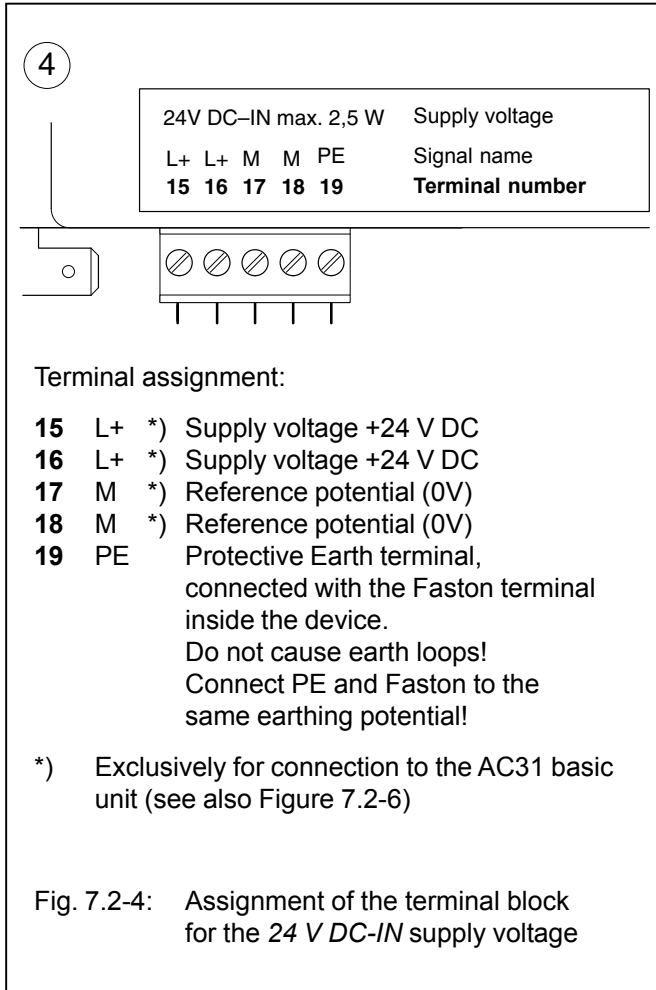 4
24V DC–IN max. 2,5 W Supply voltage
L+ L+ M M PE Signal name
15 16 17 18 19 Terminal number
Terminal assignment:
15 L+ *) Supply voltage +24 V DC
16 L+ *) Supply voltage +24 V DC
17 M *) Reference potential (0V)
18 M *) Reference potential (0V)
19 PE Protective Earth terminal,
connected with the Faston terminal
inside the device.
Do not cause earth loops!
Connect PE and Faston to the
same earthing potential!
*) Exclusively for connection to the AC31 basic
unit (see also Figure 7.2-6)
Fig. 7.2-4: Assignment of the terminal block
for the 24 V DC-IN supply voltage